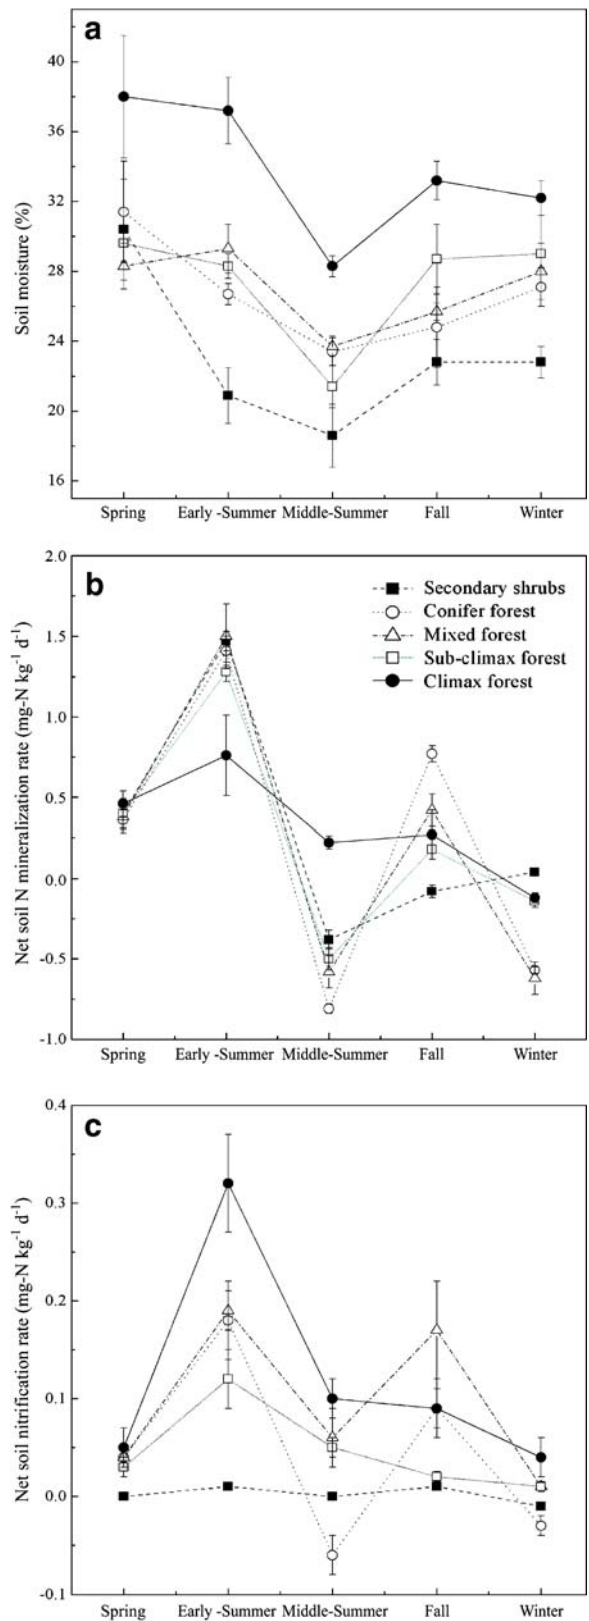 a
Soil moisture (%)
40
36
32
28
24
20
16
Spring Early -Summer Middle-Summer Fall Winter
b
Net soil N mineralization rate (mg-N kg⁻¹ d⁻¹)
2.0
1.5
1.0
0.5
0.0
-0.5
-1.0
Secondary shrubs
Conifer forest
Mixed forest
Sub-climax forest
Climax forest
Spring Early -Summer Middle-Summer Fall Winter
c
Net soil nitrification rate (mg-N kg⁻¹ d⁻¹)
0.4
0.3
0.2
0.1
0.0
-0.1
Spring Early -Summer Middle-Summer Fall Winter